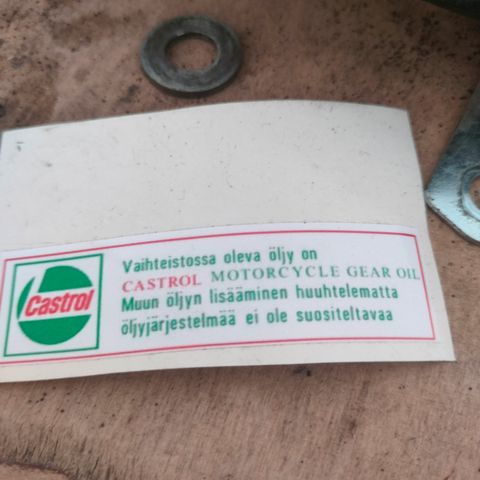 Castrol
Vaihteistossa oleva öljy on
CASTROL MOTORCYCLE GEAR OIL
Muun öljyn lisääminen huuhtelematta
öljyjärjestelmää ei ole suositeltavaa